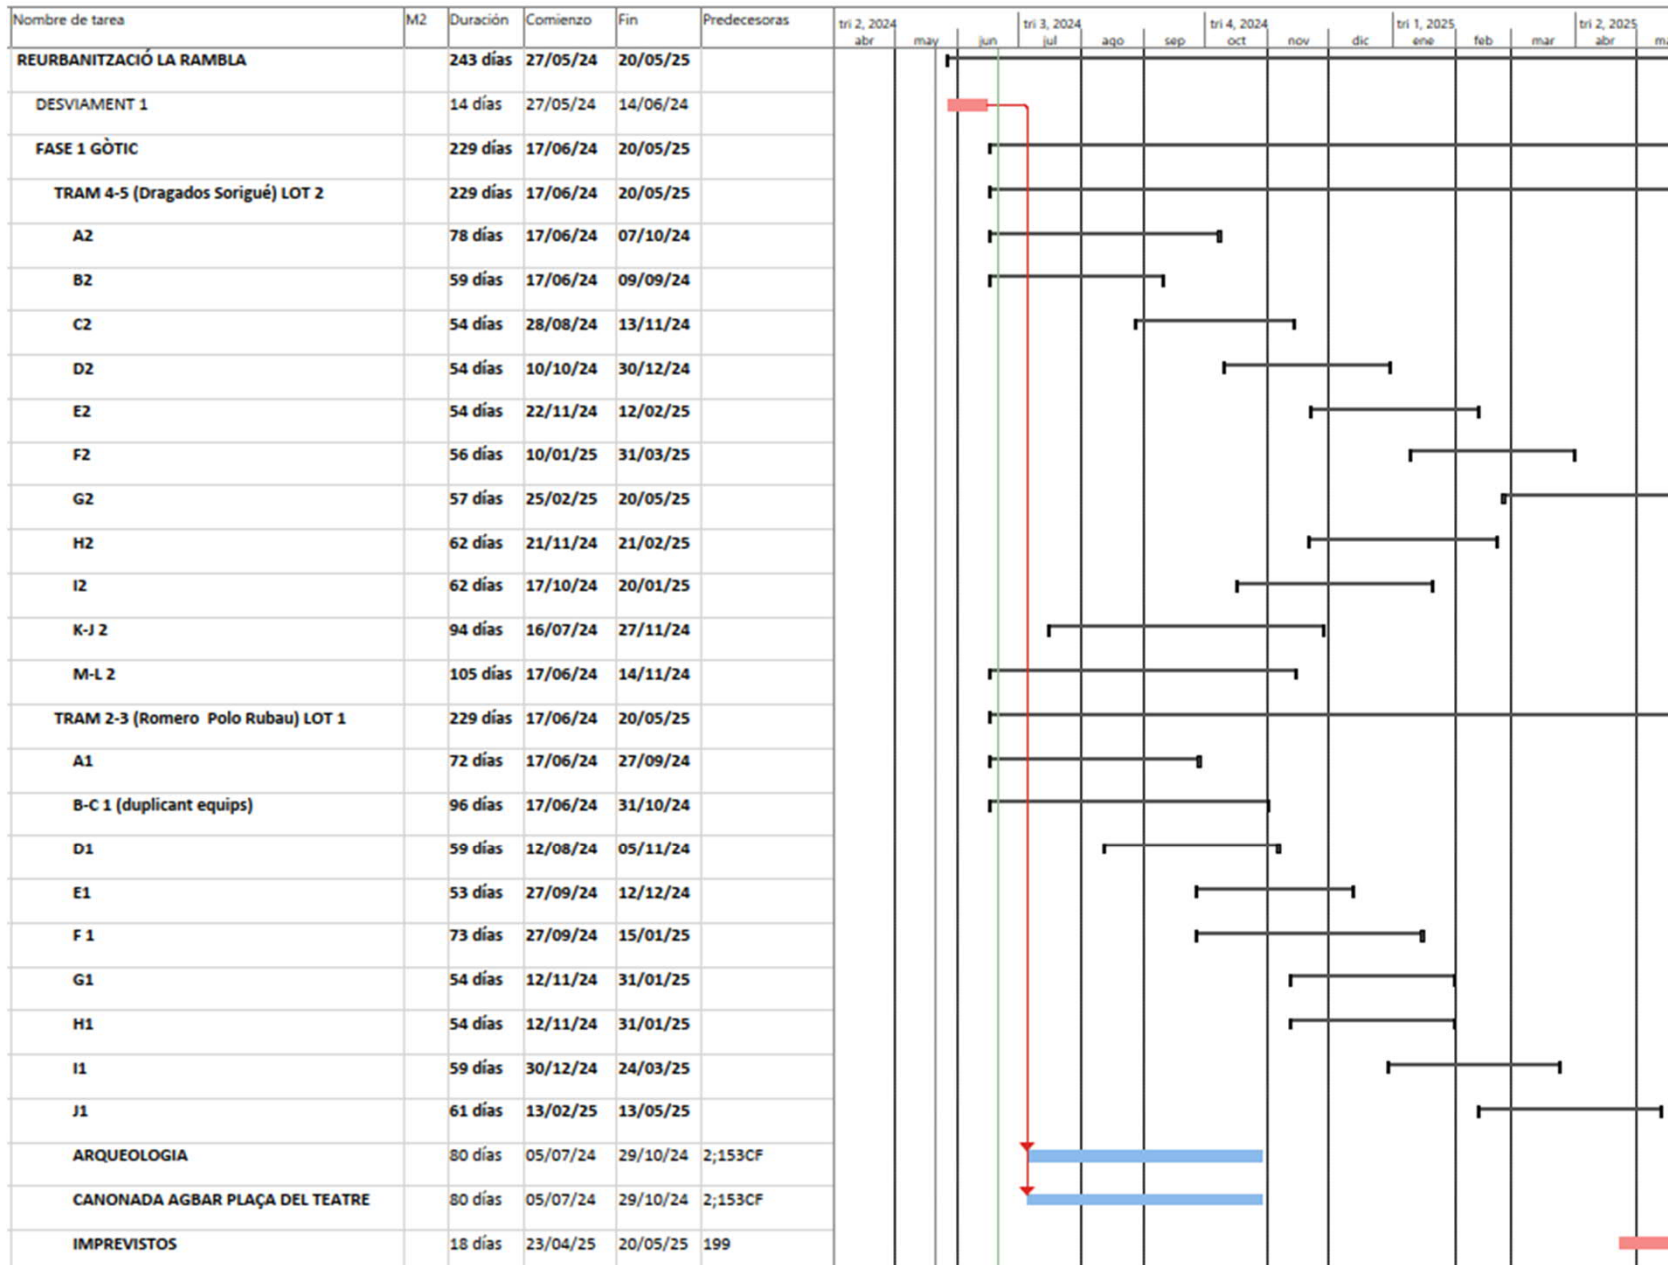 Nombre de tarea M2 Duración Comienzo Fin Predecesoras tri 2, 2024 tri 3, 2024 tri 4, 2024 tri 1, 2025 tri 2, 2025
abr may jun jul ago sep oct nov dic ene feb mar abr
REURBANITZACIÓ LA RAMBLA 243 días 27/05/24 20/05/25
DESVIAMENT 1 14 días 27/05/24 14/06/24
FASE 1 GÒTIC 229 días 17/06/24 20/05/25
TRAM 4-5 (Dragados Sorigué) LOT 2 229 días 17/06/24 20/05/25
A2 78 días 17/06/24 07/10/24
B2 59 días 17/06/24 09/09/24
C2 54 días 28/08/24 13/11/24
D2 54 días 10/10/24 30/12/24
E2 54 días 22/11/24 12/02/25
F2 56 días 10/01/25 31/03/25
G2 57 días 25/02/25 20/05/25
H2 62 días 21/11/24 21/02/25
I2 62 días 17/10/24 20/01/25
K-J 2 94 días 16/07/24 27/11/24
M-L 2 105 días 17/06/24 14/11/24
TRAM 2-3 (Romero Polo Rubau) LOT 1 229 días 17/06/24 20/05/25
A1 72 días 17/06/24 27/09/24
B-C 1 (duplicant equips) 96 días 17/06/24 31/10/24
D1 59 días 12/08/24 05/11/24
E1 53 días 27/09/24 12/12/24
F 1 73 días 27/09/24 15/01/25
G1 54 días 12/11/24 31/01/25
H1 54 días 12/11/24 31/01/25
I1 59 días 30/12/24 24/03/25
J1 61 días 13/02/25 13/05/25
ARQUEOLOGIA 80 días 05/07/24 29/10/24 2;153CF
CANONADA AGBAR PLAÇA DEL TEATRE 80 días 05/07/24 29/10/24 2;153CF
IMPREVISTOS 18 días 23/04/25 20/05/25 199